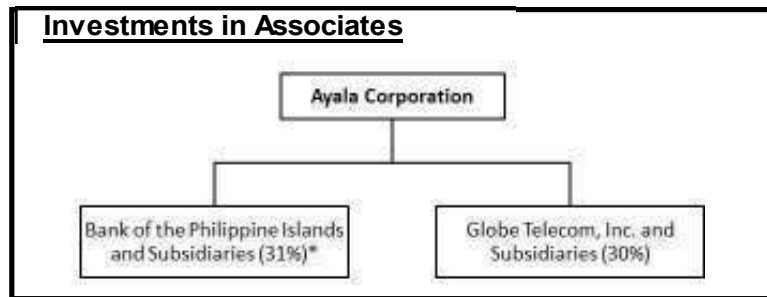 Investments in Associates
Ayala Corporation
Bank of the Philippine Islands
and Subsidiaries (31%)*
Globe Telecom, Inc. and
Subsidiaries (30%)